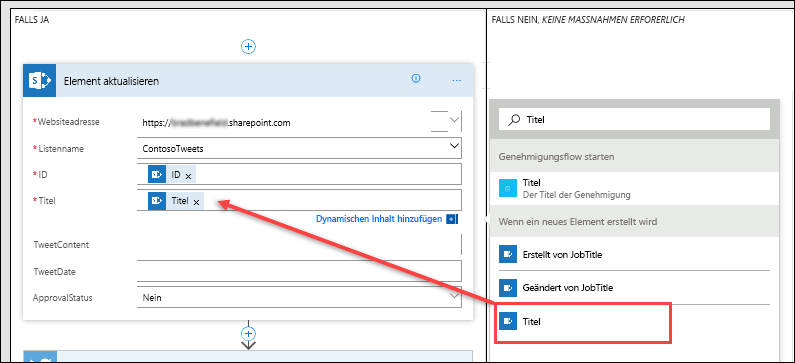 FALLS JA
Element aktualisieren
* Websiteadresse https:// .sharepoint.com
* Listenname ContosoTweets
* ID ID x
* Titel Titel x
Dynamischen Inhalt hinzufügen
TweetContent
TweetDate
ApprovalStatus Nein
FALLS NEIN, KEINE MASSNAHMEN ERFORERLICH
Titel
Genehmigungsflow starten
Titel
Der Titel der Genehmigung
Wenn ein neues Element erstellt wird
Erstellt von JobTitle
Geändert von JobTitle
Titel